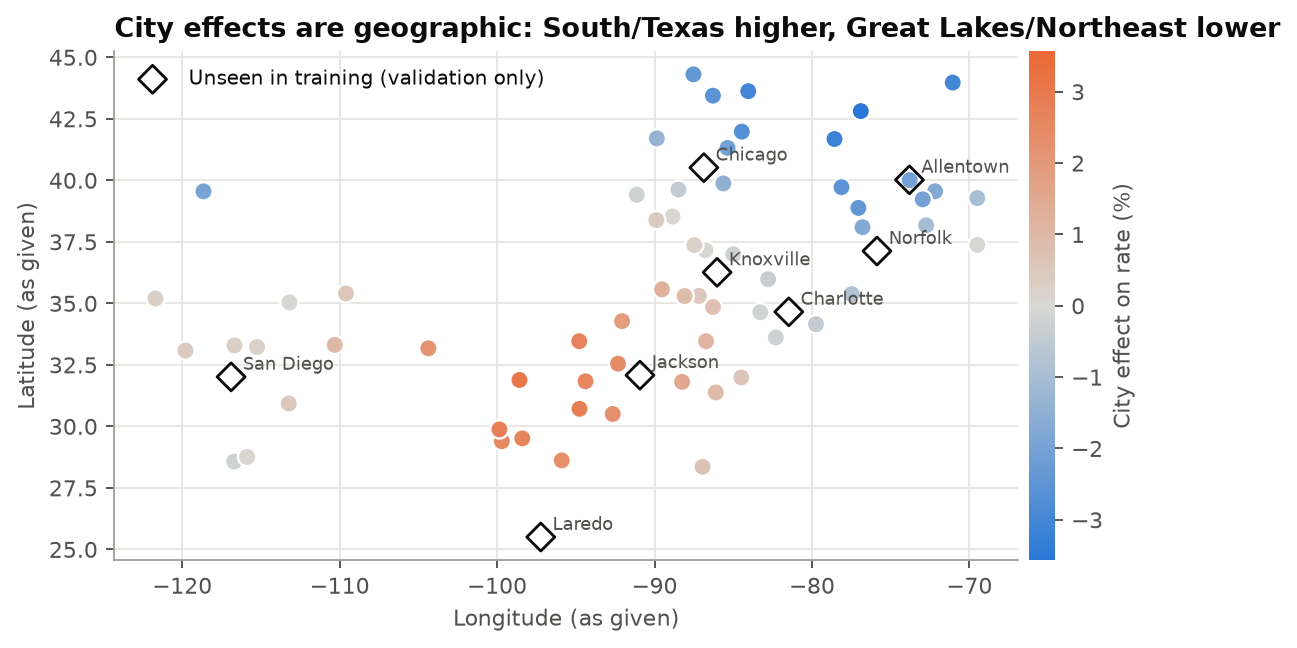 City effects are geographic: South/Texas higher, Great Lakes/Northeast lower
45.0
42.5
40.0
37.5
35.0
32.5
30.0
27.5
25.0
Latitude (as given)
Unseen in training (validation only)
Chicago
Allentown
Norfolk
Knoxville
Charlotte
San Diego
Jackson
Laredo
−120
−110
−100
−90
−80
−70
Longitude (as given)
3
2
1
0
−1
−2
−3
City effect on rate (%)